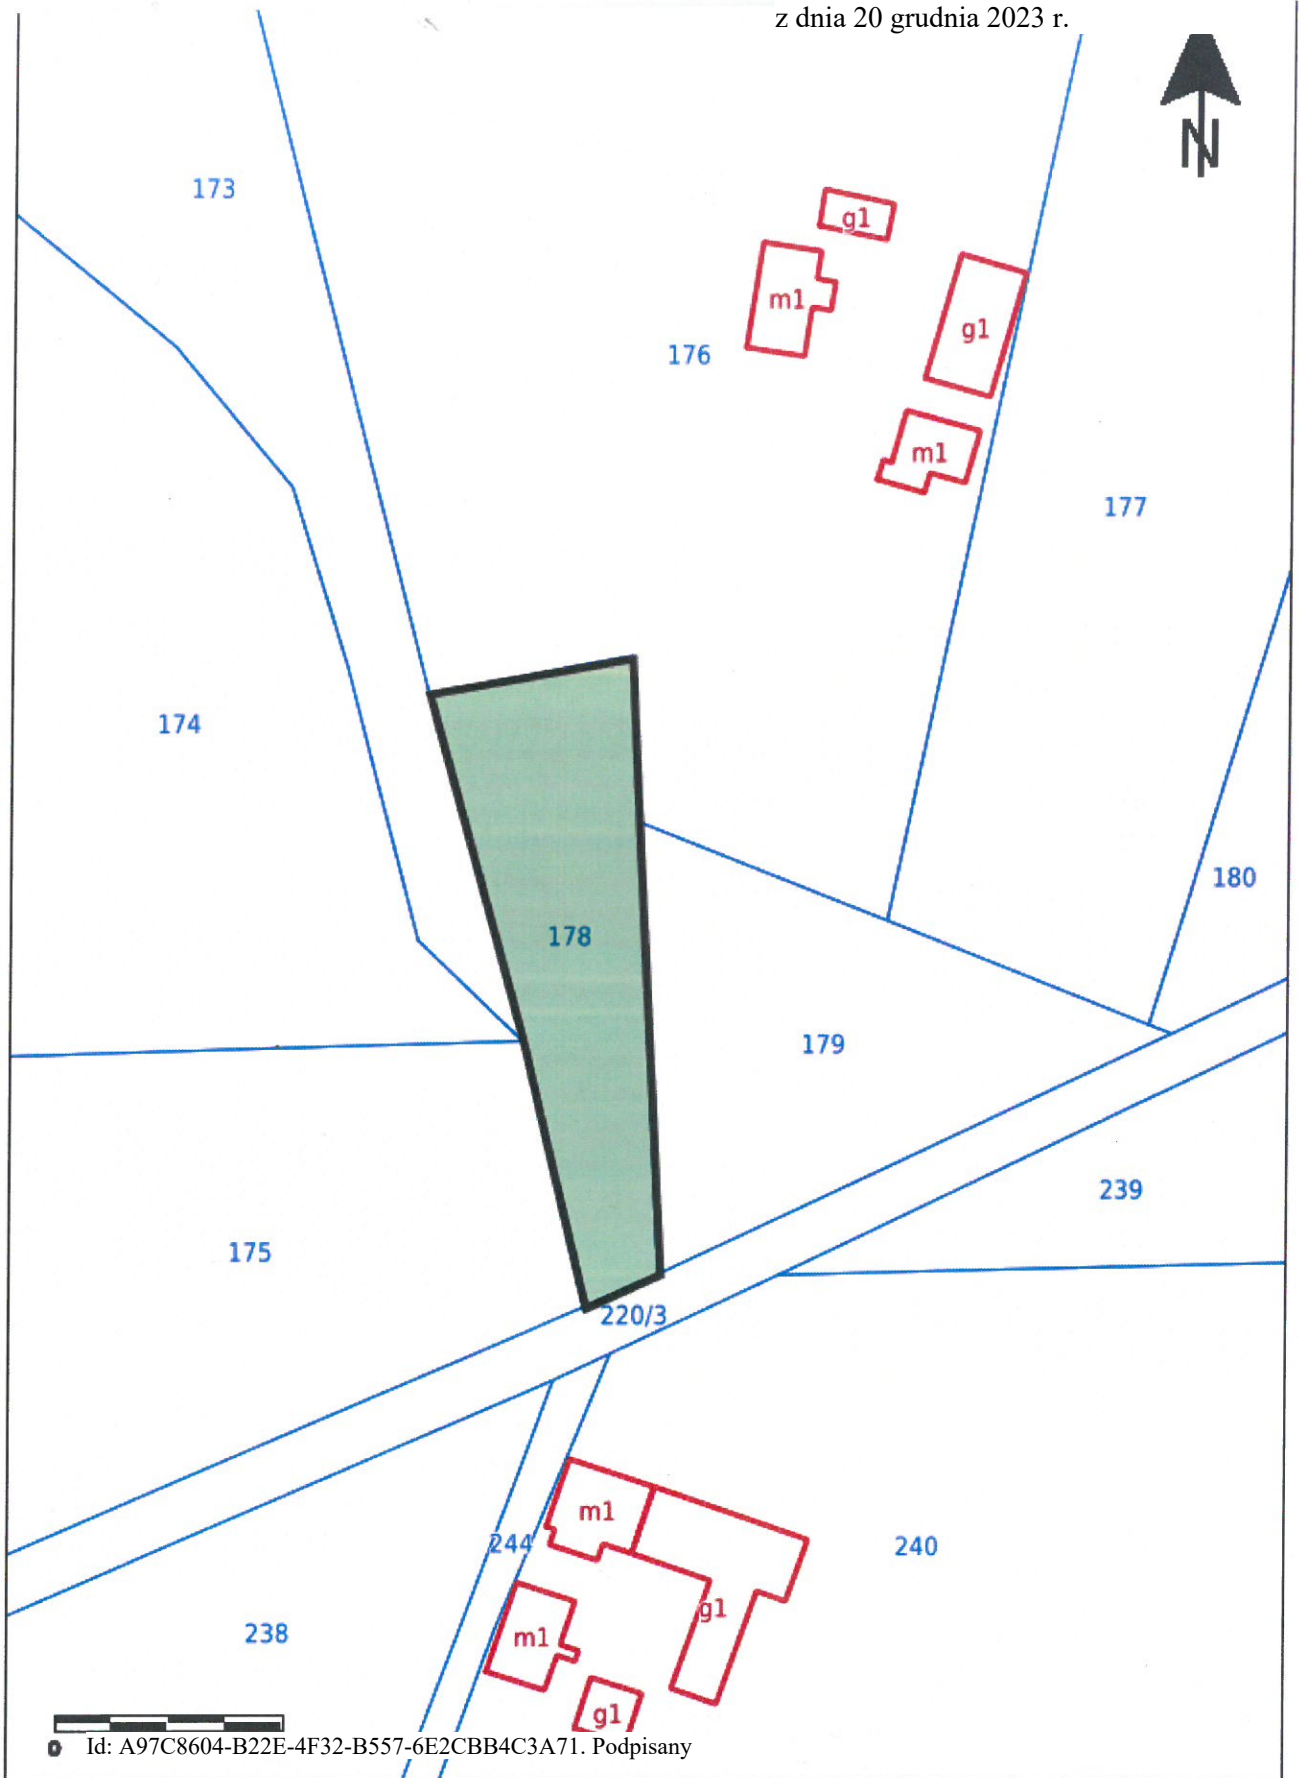 z dnia 20 grudnia 2023 r.
N
173
g1
m1
g1
176
m1
177
174
180
178
179
239
175
220/3
m1
244
240
g1
238
m1
g1
0 Id: A97C8604-B22E-4F32-B557-6E2CBB4C3A71. Podpisany